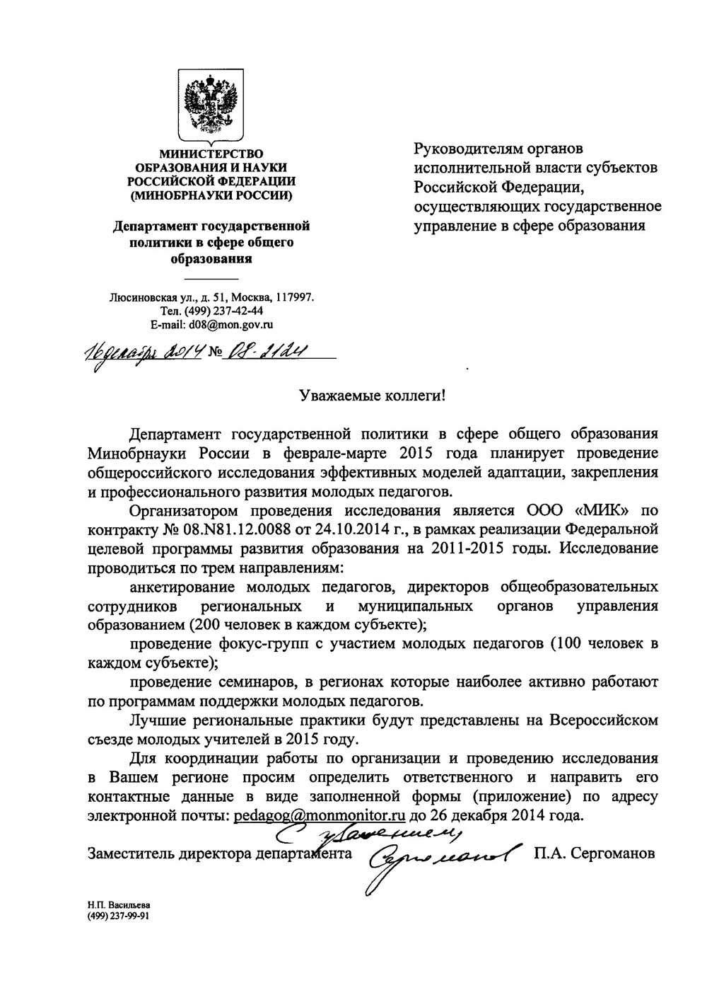 МИНИСТЕРСТВО
ОБРАЗОВАНИЯ И НАУКИ
РОССИЙСКОЙ ФЕДЕРАЦИИ
(МИНОБРНАУКИ РОССИИ)
Департамент государственной
политики в сфере общего
образования
Люсиновская ул., д. 51, Москва, 117997.
Тел. (499) 237-42-44
E-mail: d08@mon.gov.ru
16 декабря 2014 № 08-2124
Руководителям органов
исполнительной власти субъектов
Российской Федерации,
осуществляющих государственное
управление в сфере образования
Уважаемые коллеги!
Департамент государственной политики в сфере общего образования
Минобрнауки России в феврале-марте 2015 года планирует проведение
общероссийского исследования эффективных моделей адаптации, закрепления
и профессионального развития молодых педагогов.
Организатором проведения исследования является ООО «МИК» по
контракту № 08.N81.12.0088 от 24.10.2014 г., в рамках реализации Федеральной
целевой программы развития образования на 2011-2015 годы. Исследование
проводиться по трем направлениям:
анкетирование молодых педагогов, директоров общеобразовательных
сотрудников региональных и муниципальных органов управления
образованием (200 человек в каждом субъекте);
проведение фокус-групп с участием молодых педагогов (100 человек в
каждом субъекте);
проведение семинаров, в регионах которые наиболее активно работают
по программам поддержки молодых педагогов.
Лучшие региональные практики будут представлены на Всероссийском
съезде молодых учителей в 2015 году.
Для координации работы по организации и проведению исследования
в Вашем регионе просим определить ответственного и направить его
контактные данные в виде заполненной формы (приложение) по адресу
электронной почты: pedagog@monmonitor.ru до 26 декабря 2014 года.
С уважением,
Заместитель директора департамента Сергоманов П.А. Сергоманов
Н.П. Васильева
(499) 237-99-91